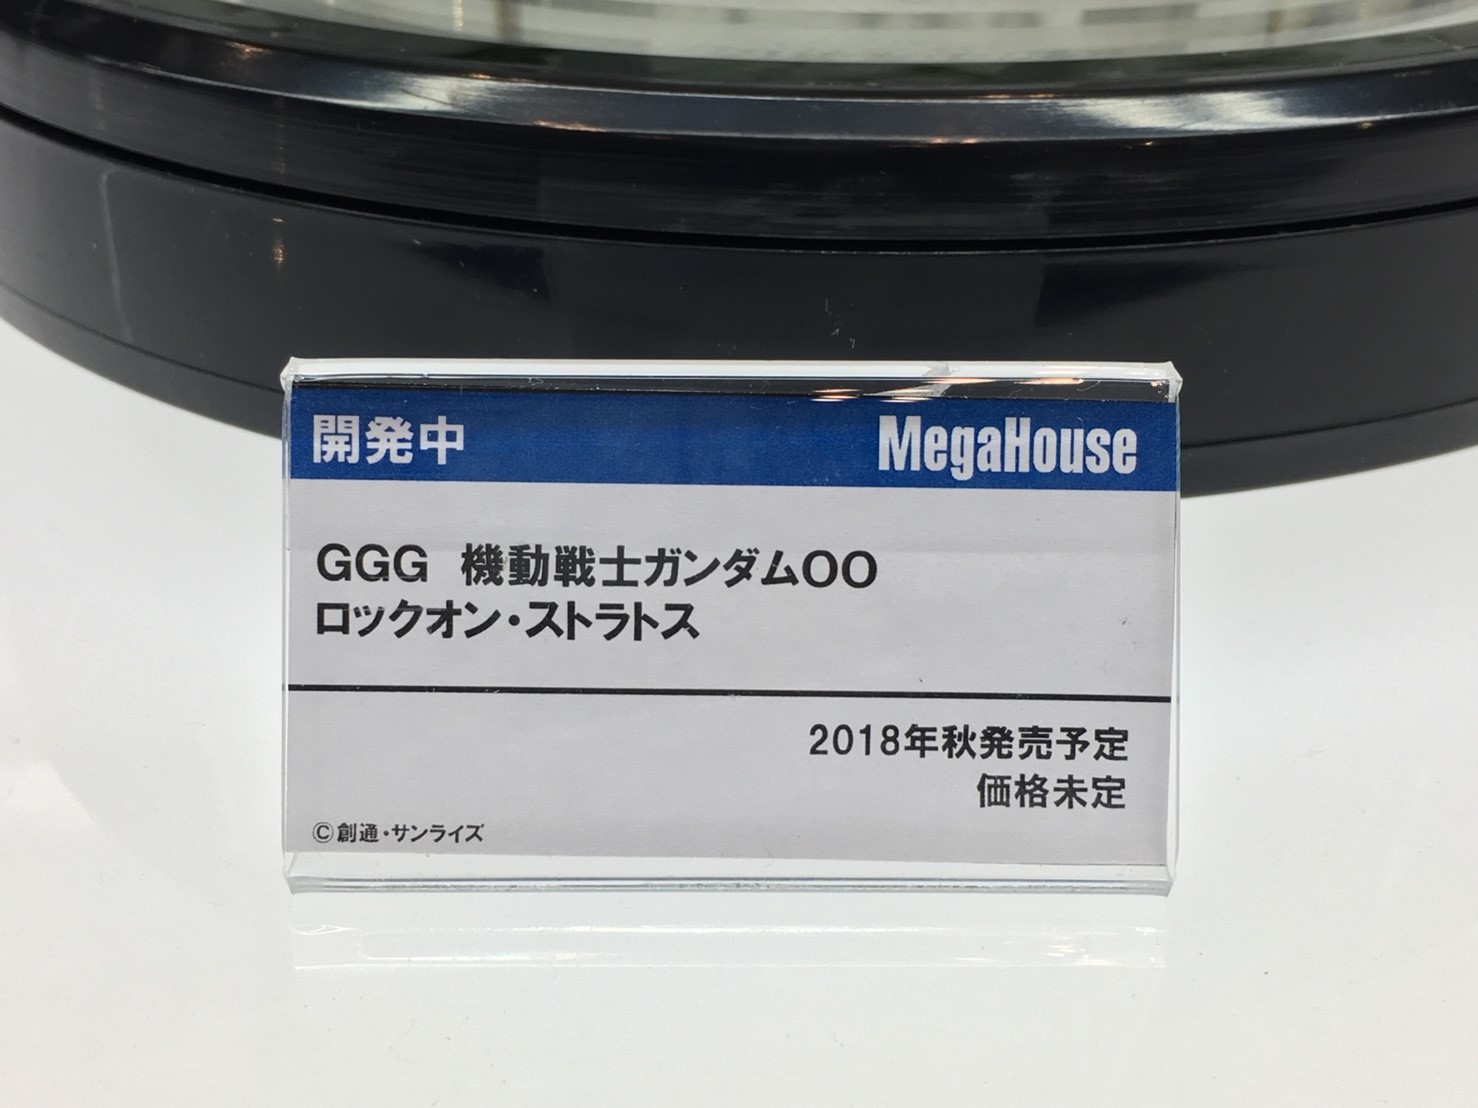 開発中 MegaHouse
GGG 機動戦士ガンダムOO
ロックオン・ストラトス
2018年秋発売予定
価格未定
©創通・サンライズ